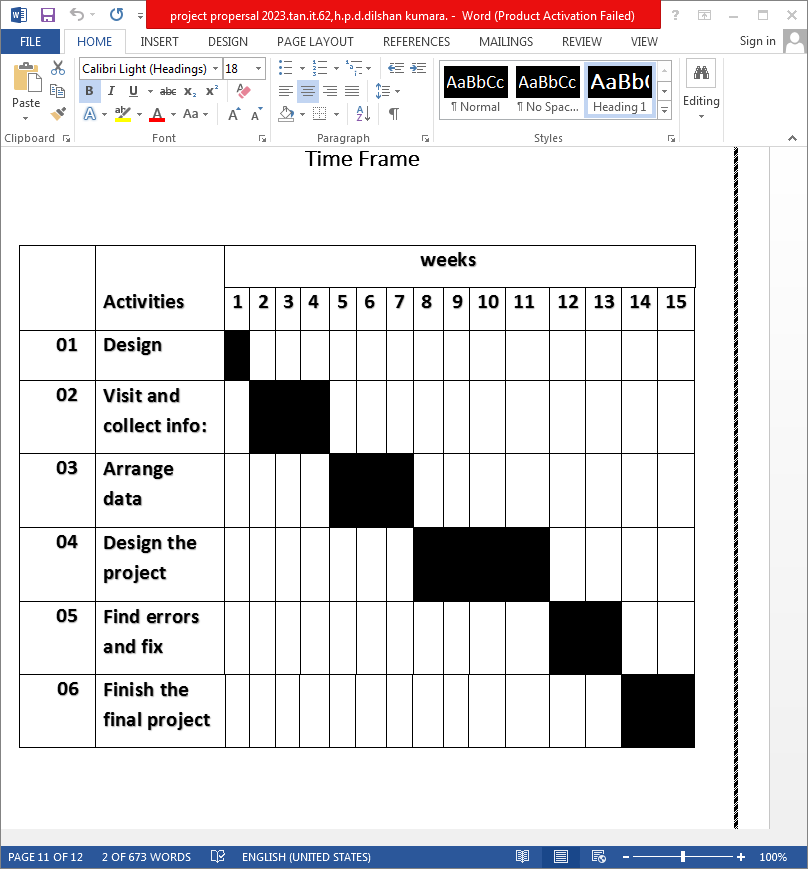 project propersal 2023.tan.it.62,h.p.d.dilshan kumara. - Word (Product Activation Failed)
FILE HOME INSERT DESIGN PAGE LAYOUT REFERENCES MAILINGS REVIEW VIEW Sign in
Calibri Light (Headings) 18
Paste
B I U abc x₂ x²
A ab A Aa A A
AaBbCc AaBbCc AaBb(
¶ Normal ¶ No Spac... Heading 1
Editing
Clipboard Font Paragraph Styles
Time Frame
weeks
Activities 1 2 3 4 5 6 7 8 9 10 11 12 13 14 15
01 Design
02 Visit and
collect info:
03 Arrange
data
04 Design the
project
05 Find errors
and fix
06 Finish the
final project
PAGE 11 OF 12 2 OF 673 WORDS ENGLISH (UNITED STATES) 100%